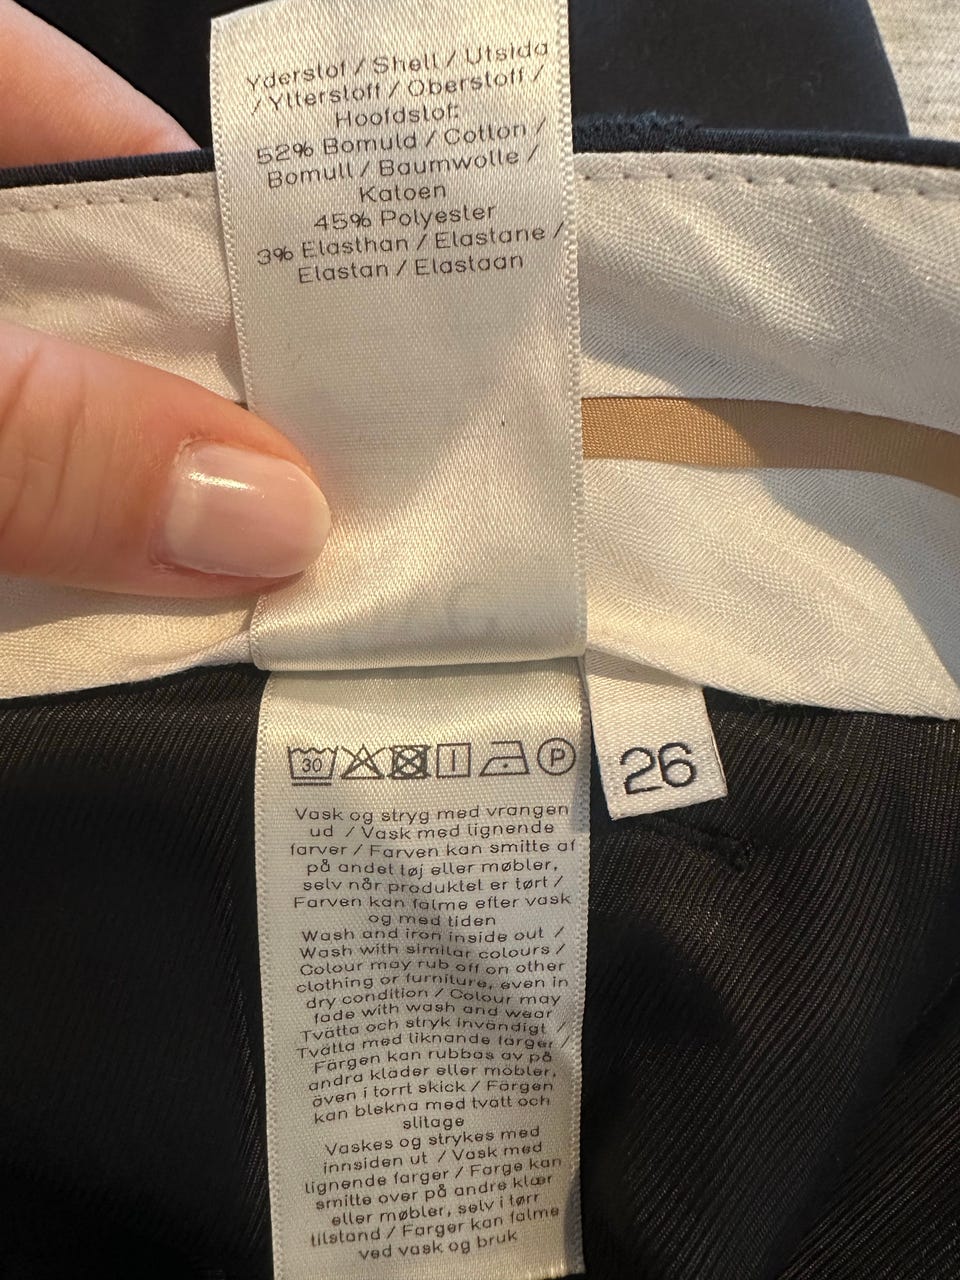 Yderstof / Shell / Utsida
/ Ytterstoff / Oberstoff /
Hoofdstof:
52% Bomuld / Cotton /
Bomull / Baumwolle /
Katoen
45% Polyester
3% Elasthan / Elastane /
Elastan / Elastaan
30
P
26
Vask og stryg med vrangen
ud / Vask med lignende
farver / Farven kan smitte af
på andet tøj eller møbler,
selv når produktet er tørt /
Farven kan falme efter vask
og med tiden
Wash and iron inside out /
Wash with similar colours /
Colour may rub off on other
clothing or furniture, even in
dry condition / Colour may
fade with wash and wear
Tvätta och stryk invändigt /
Tvätta med liknande färger /
Färgen kan rubbas av på
andra kläder eller möbler,
även i torrt skick / Färgen
kan blekna med tvätt och
slitage
Vaskes og strykes med
innsiden ut / Vask med
lignende farger / Farge kan
smitte over på andre klær
eller møbler, selv i tørr
tilstand / Farger kan falme
ved vask og bruk